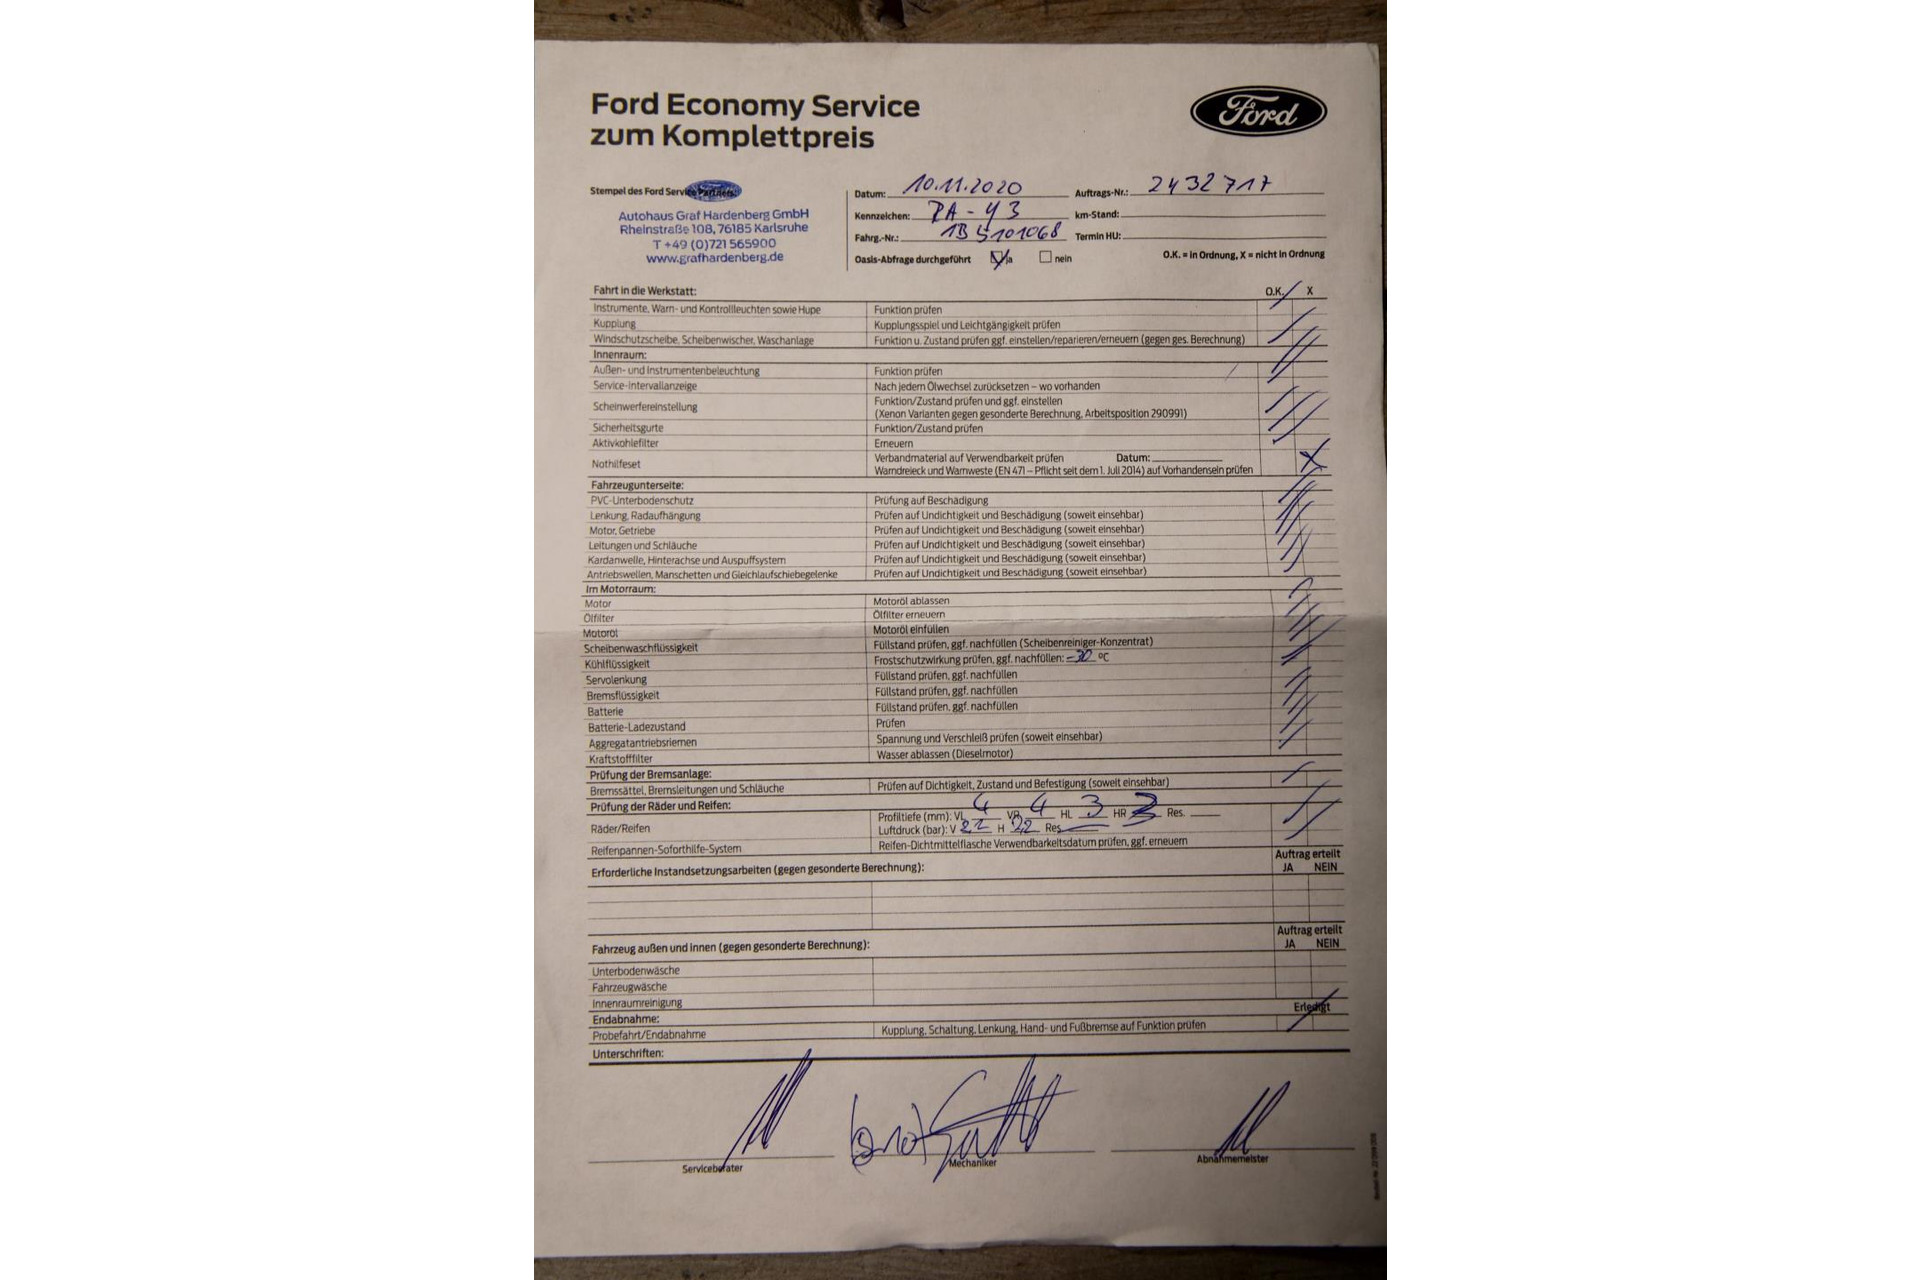 Ford Economy Service
zum Komplettpreis
Ford
Stempel des Ford Service Partners:
Autohaus Graf Hardenberg GmbH
Rheinstraße 108, 76185 Karlsruhe
T +49 (0)721 565900
www.grafhardenberg.de
Datum: 10.11.2020 Auftrags-Nr.: 2432717
Kennzeichen: km-Stand:
Fahrg.-Nr.: Termin HU:
Oasis-Abfrage durchgeführt ja nein O.K. = in Ordnung, X = nicht in Ordnung
Fahrt in die Werkstatt: O.K. X
Instrumente, Warn- und Kontrollleuchten sowie Hupe Funktion prüfen
Kupplung Kupplungsspiel und Leichtgängigkeit prüfen
Windschutzscheibe, Scheibenwischer, Waschanlage Funktion u. Zustand prüfen ggf. einstellen/reparieren/erneuern (gegen ges. Berechnung)
Innenraum:
Außen- und Instrumentenbeleuchtung Funktion prüfen
Service-Intervallanzeige Nach jedem Ölwechsel zurücksetzen – wo vorhanden
Scheinwerfereinstellung Funktion/Zustand prüfen und ggf. einstellen
(Xenon Varianten gegen gesonderte Berechnung, Arbeitsposition 290991)
Sicherheitsgurte Funktion/Zustand prüfen
Aktivkohlefilter Erneuern
Nothilfeset Verbandmaterial auf Verwendbarkeit prüfen Datum:
Warndreieck und Warnweste (EN 471 – Pflicht seit dem 1. Juli 2014) auf Vorhandensein prüfen X
Fahrzeugunterseite:
PVC-Unterbodenschutz Prüfung auf Beschädigung
Lenkung, Radaufhängung Prüfen auf Undichtigkeit und Beschädigung (soweit einsehbar)
Motor, Getriebe Prüfen auf Undichtigkeit und Beschädigung (soweit einsehbar)
Leitungen und Schläuche Prüfen auf Undichtigkeit und Beschädigung (soweit einsehbar)
Kardanwelle, Hinterachse und Auspuffsystem Prüfen auf Undichtigkeit und Beschädigung (soweit einsehbar)
Antriebswellen, Manschetten und Gleichlaufschiebegelenke Prüfen auf Undichtigkeit und Beschädigung (soweit einsehbar)
Im Motorraum:
Motor Motoröl ablassen
Ölfilter Ölfilter erneuern
Motoröl Motoröl einfüllen
Scheibenwaschflüssigkeit Füllstand prüfen, ggf. nachfüllen (Scheibenreiniger-Konzentrat)
Kühlflüssigkeit Frostschutzwirkung prüfen, ggf. nachfüllen: -30 °C
Servolenkung Füllstand prüfen, ggf. nachfüllen
Bremsflüssigkeit Füllstand prüfen, ggf. nachfüllen
Batterie Füllstand prüfen, ggf. nachfüllen
Batterie-Ladezustand Prüfen
Aggregatantriebsriemen Spannung und Verschleiß prüfen (soweit einsehbar)
Kraftstofffilter Wasser ablassen (Dieselmotor)
Prüfung der Bremsanlage:
Bremssättel, Bremsleitungen und Schläuche Prüfen auf Dichtigkeit, Zustand und Befestigung (soweit einsehbar)
Prüfung der Räder und Reifen:
Räder/Reifen Profiltiefe (mm): VL 4 VR 4 HL 3 HR 3 Res.
Luftdruck (bar): V 2,2 H 2,2 Res
Reifenpannen-Soforthilfe-System Reifen-Dichtmittelflasche Verwendbarkeitsdatum prüfen, ggf. erneuern
Auftrag erteilt
Erforderliche Instandsetzungsarbeiten (gegen gesonderte Berechnung): JA NEIN
Auftrag erteilt
Fahrzeug außen und innen (gegen gesonderte Berechnung): JA NEIN
Unterbodenwäsche
Fahrzeugwäsche
Innenraumreinigung
Endabnahme: Erledigt
Probefahrt/Endabnahme Kupplung, Schaltung, Lenkung, Hand- und Fußbremse auf Funktion prüfen
Unterschriften:
Serviceberater Mechaniker Abnahmemeister